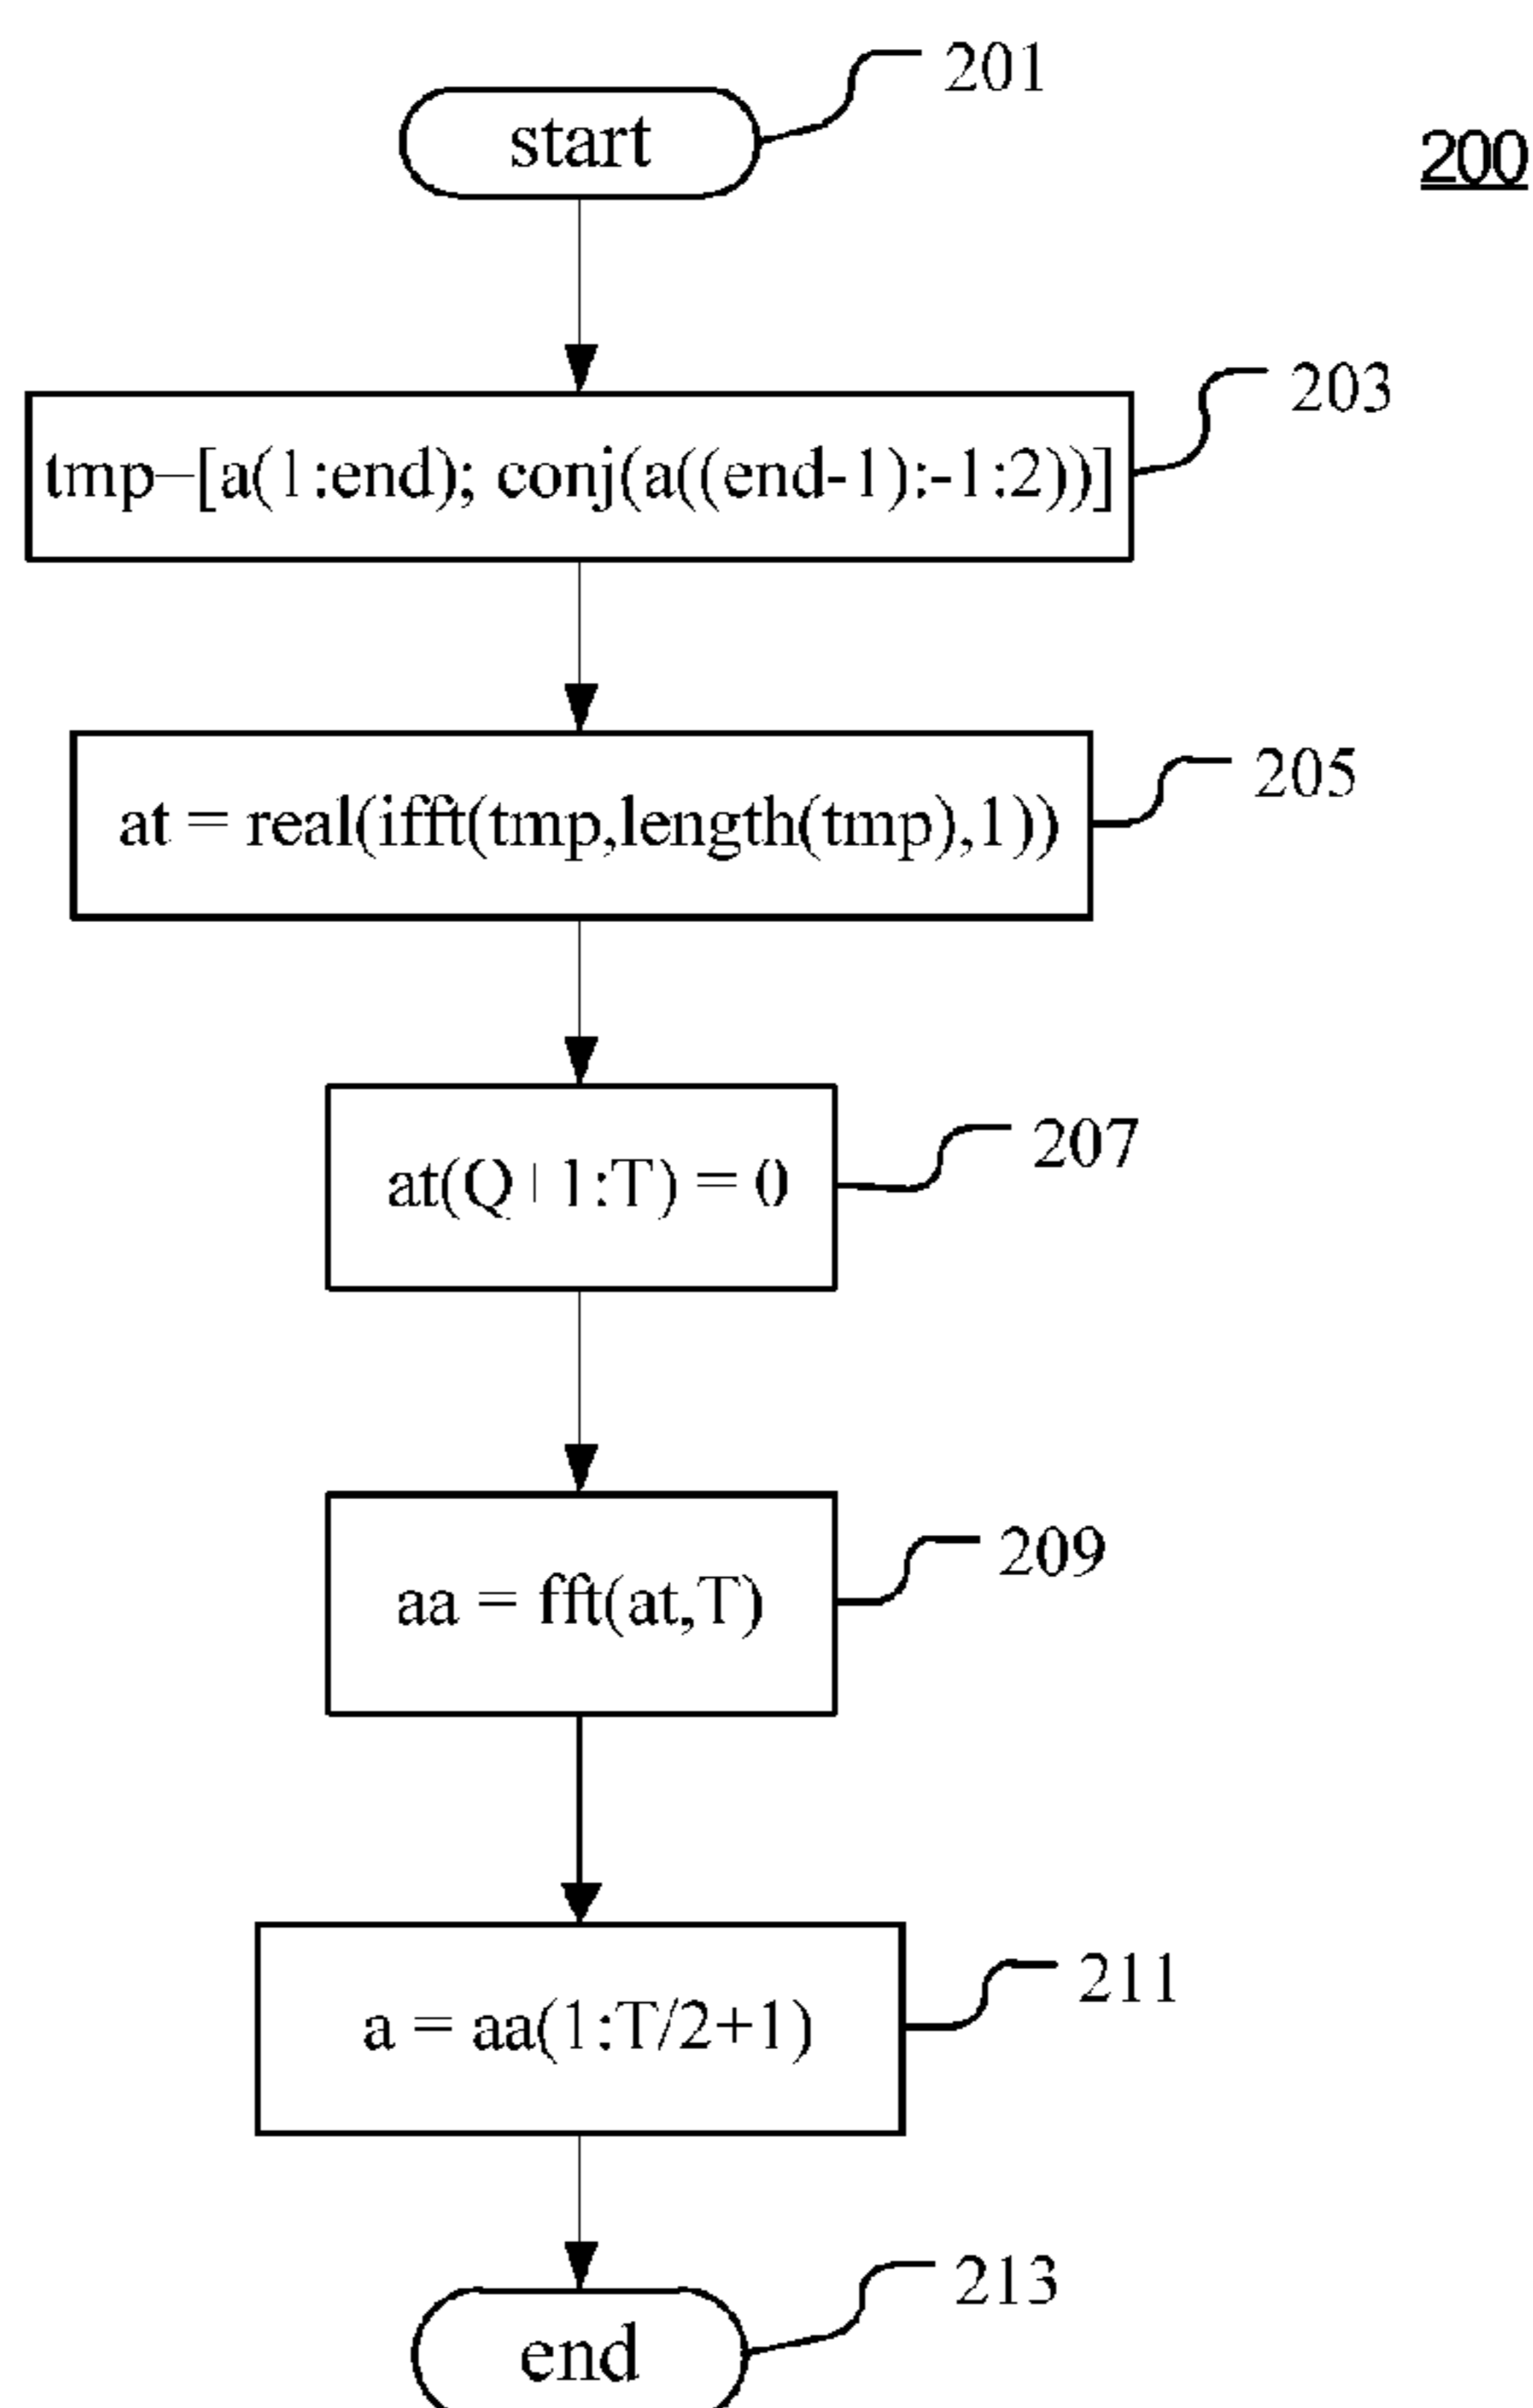 201
start
200
203
tmp=[a(1:end); conj(a((end-1):-1:2))]
205
at = real(ifft(tmp,length(tmp),1))
207
at(Q+1:T) = 0
209
aa = fft(at,T)
211
a = aa(1:T/2+1)
213
end